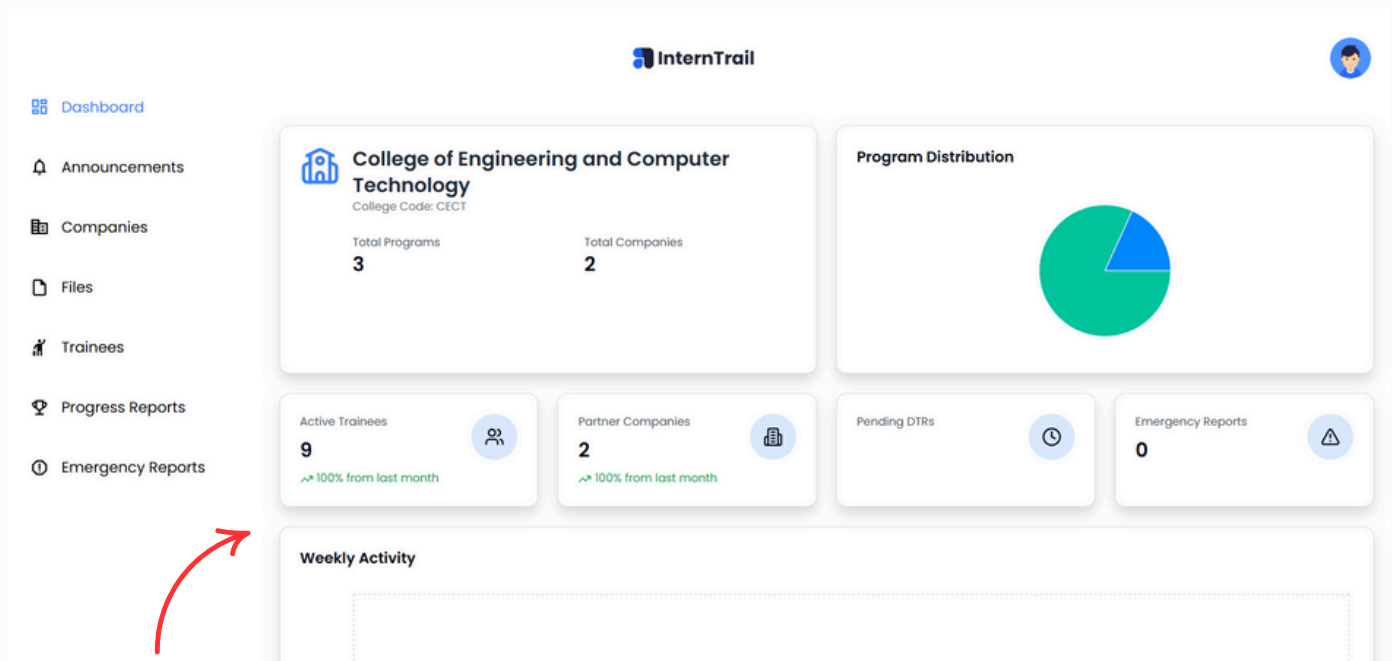 InternTrail
Dashboard
Announcements
Companies
Files
Trainees
Progress Reports
Emergency Reports
College of Engineering and Computer
Technology
College Code: CECT
Total Programs
3
Total Companies
2
Program Distribution
Active Trainees
9
100% from last month
Partner Companies
2
100% from last month
Pending DTRs
Emergency Reports
0
Weekly Activity